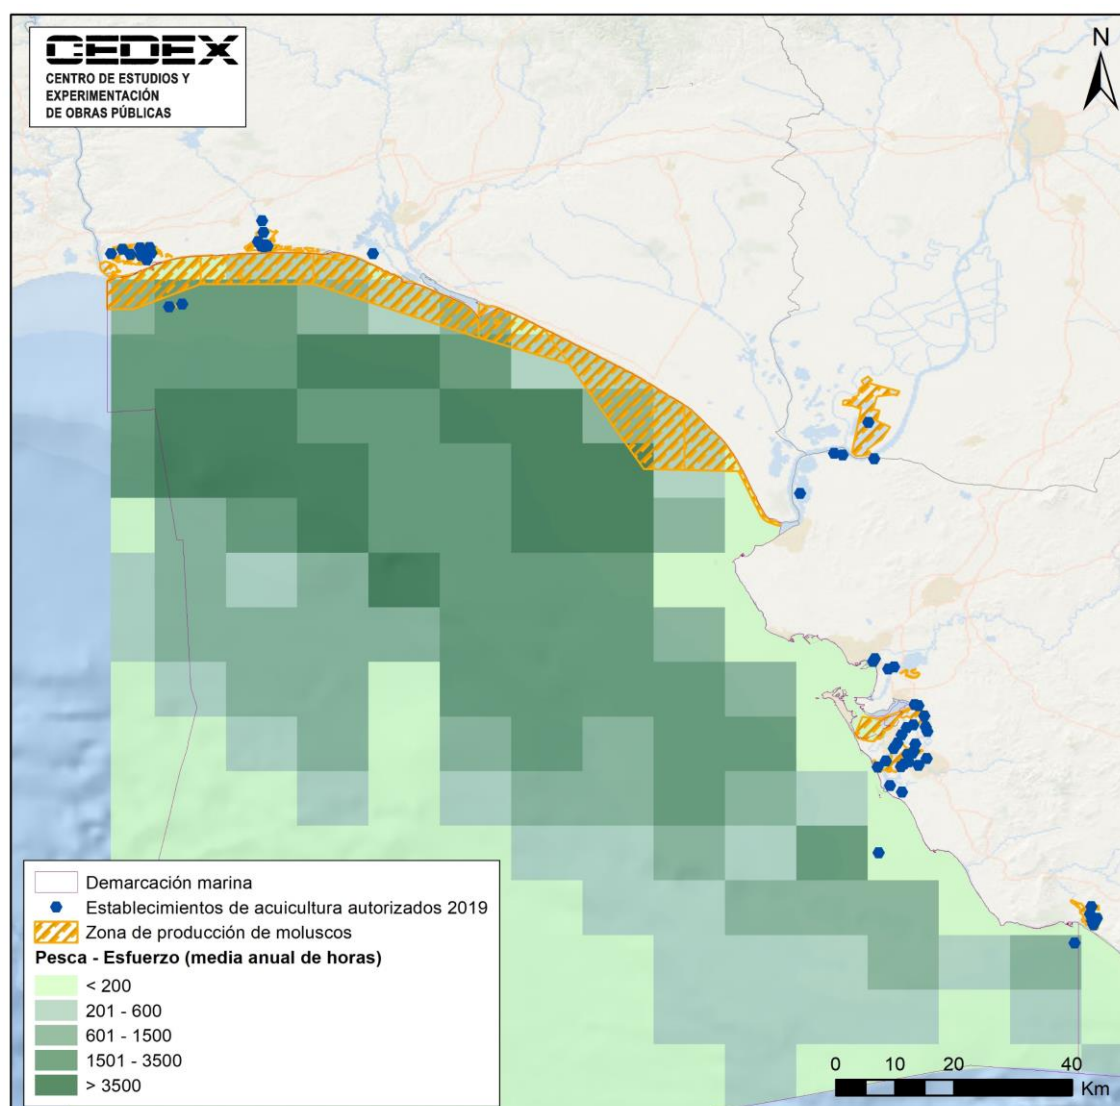 CEDEX
CENTRO DE ESTUDIOS Y
EXPERIMENTACIÓN
DE OBRAS PÚBLICAS
N
Demarcación marina
Establecimientos de acuicultura autorizados 2019
Zona de producción de moluscos
Pesca - Esfuerzo (media anual de horas)
< 200
201 - 600
601 - 1500
1501 - 3500
> 3500
0 10 20 40
Km